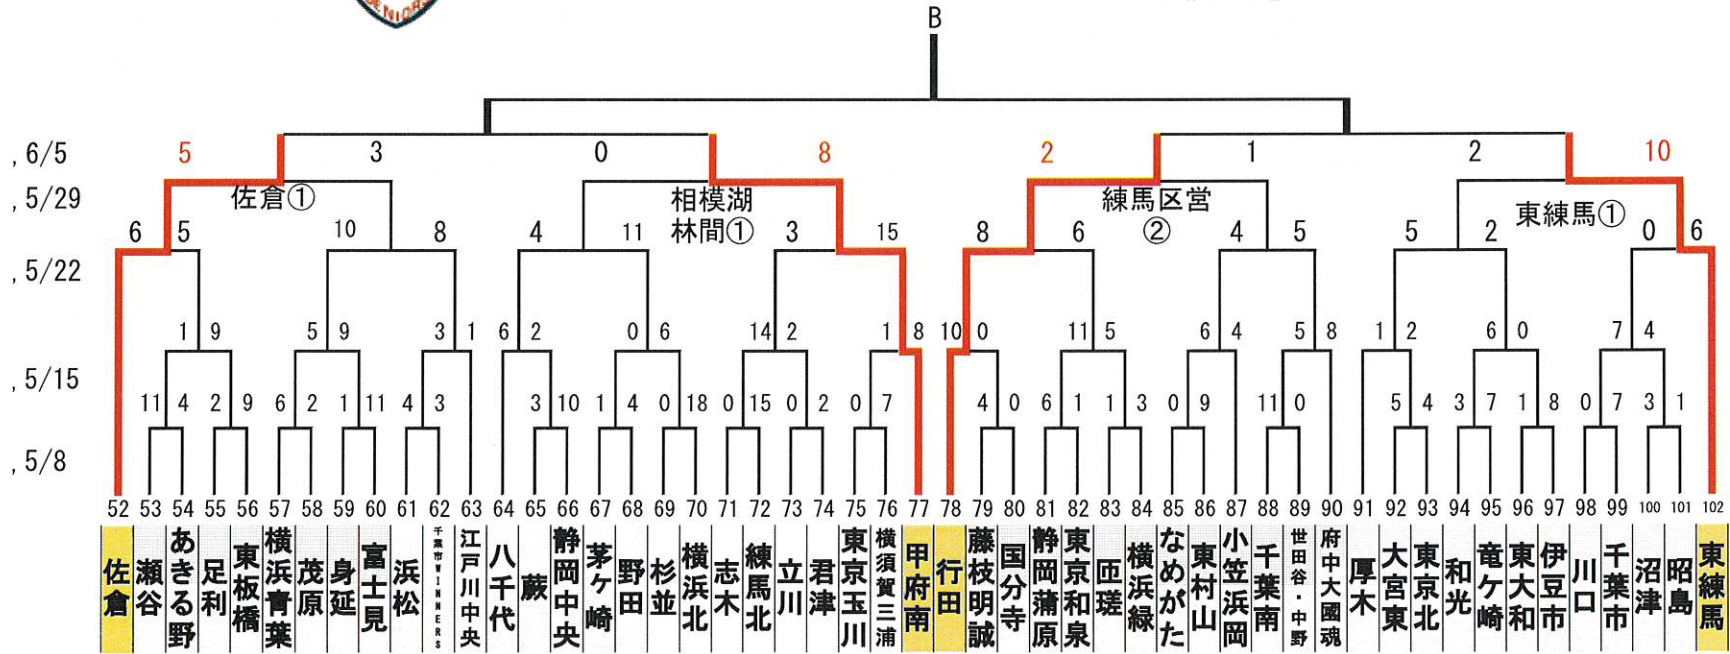 ENIORS
B
, 6/5 5 3 0 8 2 1 2 10
, 5/29 佐倉① 相模湖 練馬区営 東練馬①
林間① ②
6 5 10 8 4 11 3 15 8 6 4 5 5 2 0 6
, 5/22
1 9 5 9 3 1 6 2 0 6 14 2 1 8 10 0 11 5 6 4 5 8 1 2 6 0 7 4
, 5/15
11 4 2 9 6 2 1 11 4 3 3 10 1 4 0 18 0 15 0 2 0 7 4 0 6 1 1 3 0 9 11 0 5 4 3 7 1 8 0 7 3 1
, 5/8
52 53 54 55 56 57 58 59 60 61 62 63 64 65 66 67 68 69 70 71 72 73 74 75 76 77 78 79 80 81 82 83 84 85 86 87 88 89 90 91 92 93 94 95 96 97 98 99 100 101 102
佐倉
瀬谷
あきる野
足利
東板橋
横浜青葉
茂原
身延
富士見
浜松
千葉市WINNERS
江戸川中央
八千代
蕨
静岡中央
茅ケ崎
野田
杉並
横浜北
志木
練馬北
立川
君津
東京玉川
横須賀三浦
甲府南
行田
藤枝明誠
国分寺
静岡蒲原
東京和泉
匝瑳
横浜緑
なめがた
東村山
小笠浜岡
千葉南
世田谷・中野
府中大國魂
厚木
大宮東
東京北
和光
竜ケ崎
東大和
伊豆市
川口
千葉市
沼津
昭島
東練馬